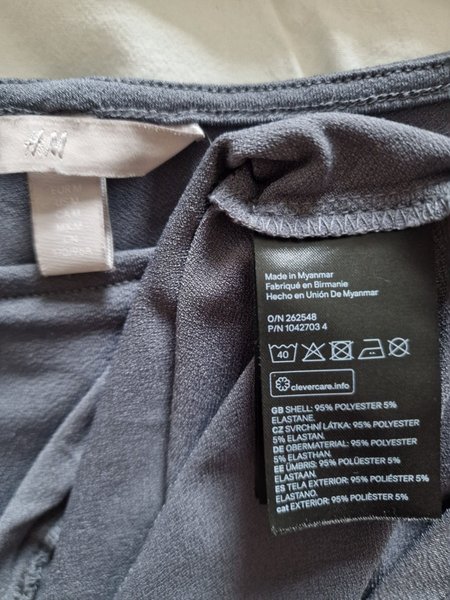 H&M
EUR M
Made in Myanmar
Fabriqué en Birmanie
Hecho en Unión De Myanmar
O/N 262548
P/N 1042703 4
40
clevercare.info
GB SHELL: 95% POLYESTER 5%
ELASTANE.
CZ SVRCHNÍ LÁTKA: 95% POLYESTER
5% ELASTAN.
DE OBERMATERIAL: 95% POLYESTER
5% ELASTHAN.
EE ÜMBRIS: 95% POLÜESTER 5%
ELASTAAN.
ES TELA EXTERIOR: 95% POLIÉSTER 5%
ELASTANO.
cat EXTERIOR: 95% POLIÈSTER 5%